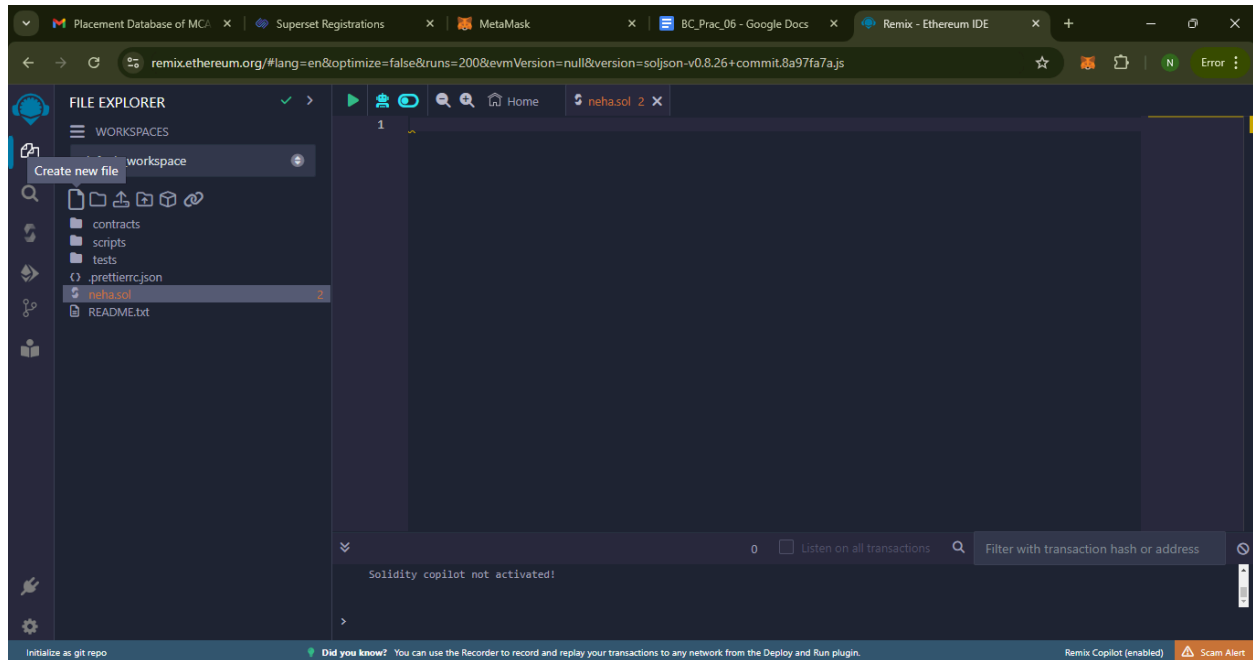 Placement Database of MCA
Superset Registrations
MetaMask
BC_Prac_06 - Google Docs
Remix - Ethereum IDE
remix.ethereum.org/#lang=en&optimize=false&runs=200&evmVersion=null&version=soljson-v0.8.26+commit.8a97fa7a.js
N
Error
FILE EXPLORER
Home
neha.sol 2
WORKSPACES
1
workspace
Create new file
contracts
scripts
tests
.prettierrc.json
neha.sol 2
README.txt
0 Listen on all transactions Filter with transaction hash or address
Solidity copilot not activated!
>
Initialize as git repo Did you know? You can use the Recorder to record and replay your transactions to any network from the Deploy and Run plugin. Remix Copilot (enabled) Scam Alert